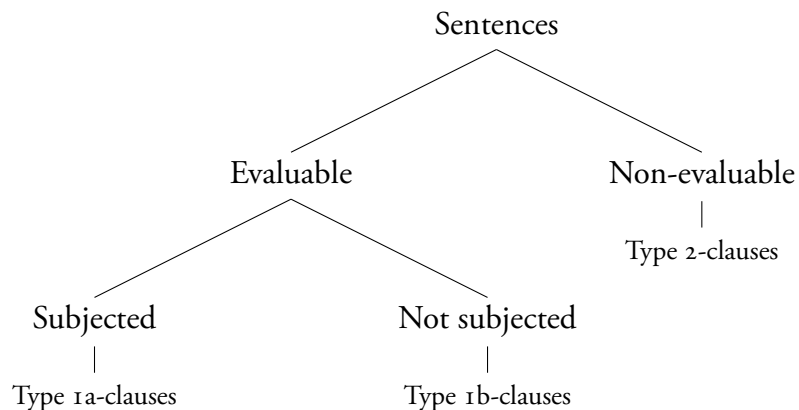 Sentences
Evaluable
Non-evaluable
Type 2-clauses
Subjected
Not subjected
Type 1a-clauses
Type 1b-clauses